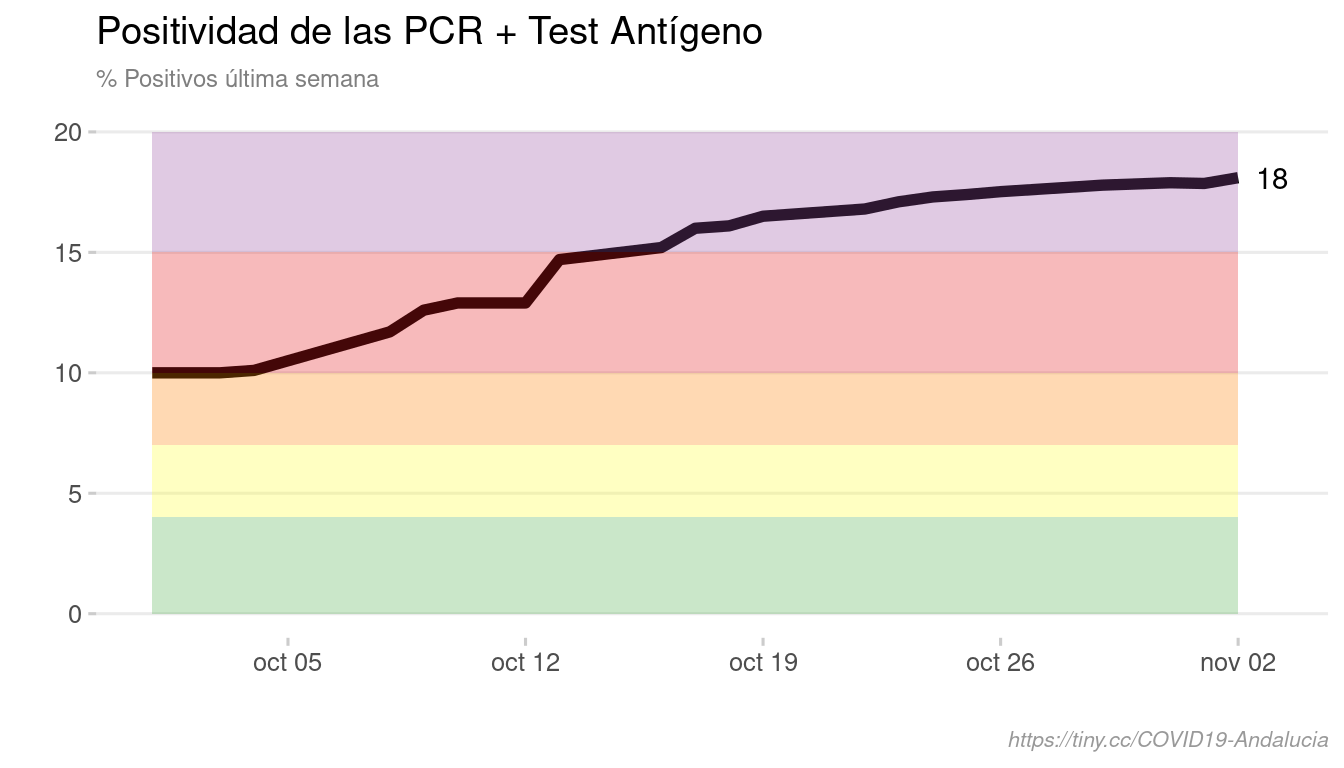 Positividad de las PCR + Test Antígeno
% Positivos última semana
20
15
10
5
0
18
oct 05
oct 12
oct 19
oct 26
nov 02
https://tiny.cc/COVID19-Andalucia